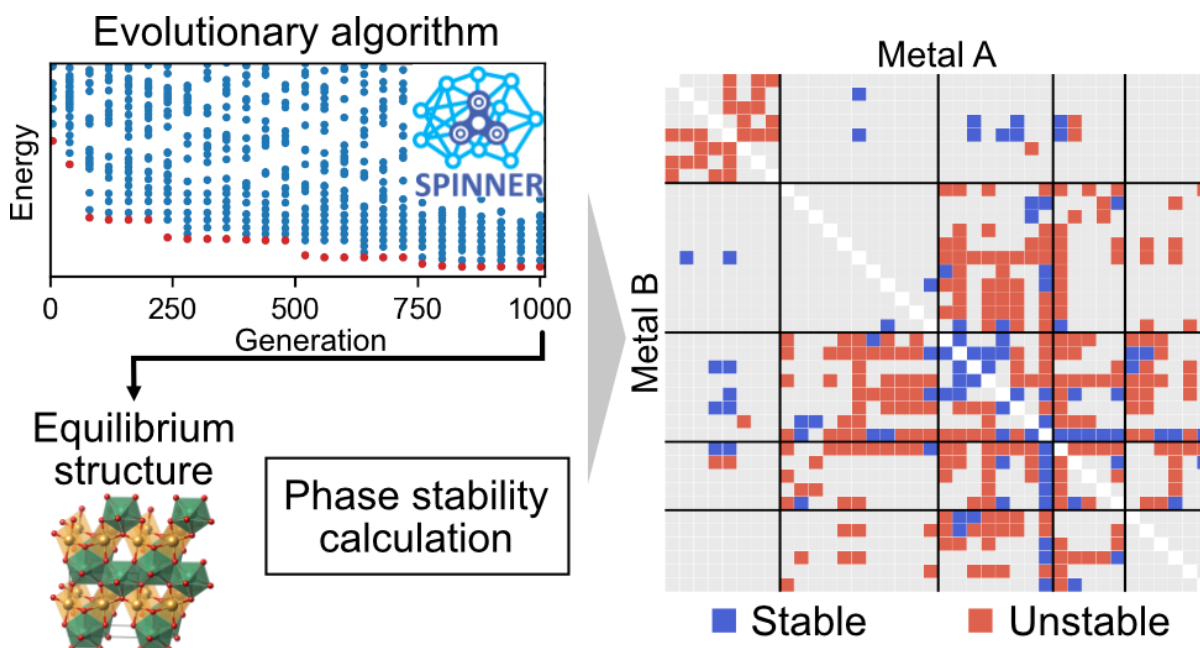 Evolutionary algorithm
Energy
SPINNER
0 250 500 750 1000
Generation
Equilibrium
structure
Phase stability
calculation
Metal A
Metal B
Stable
Unstable